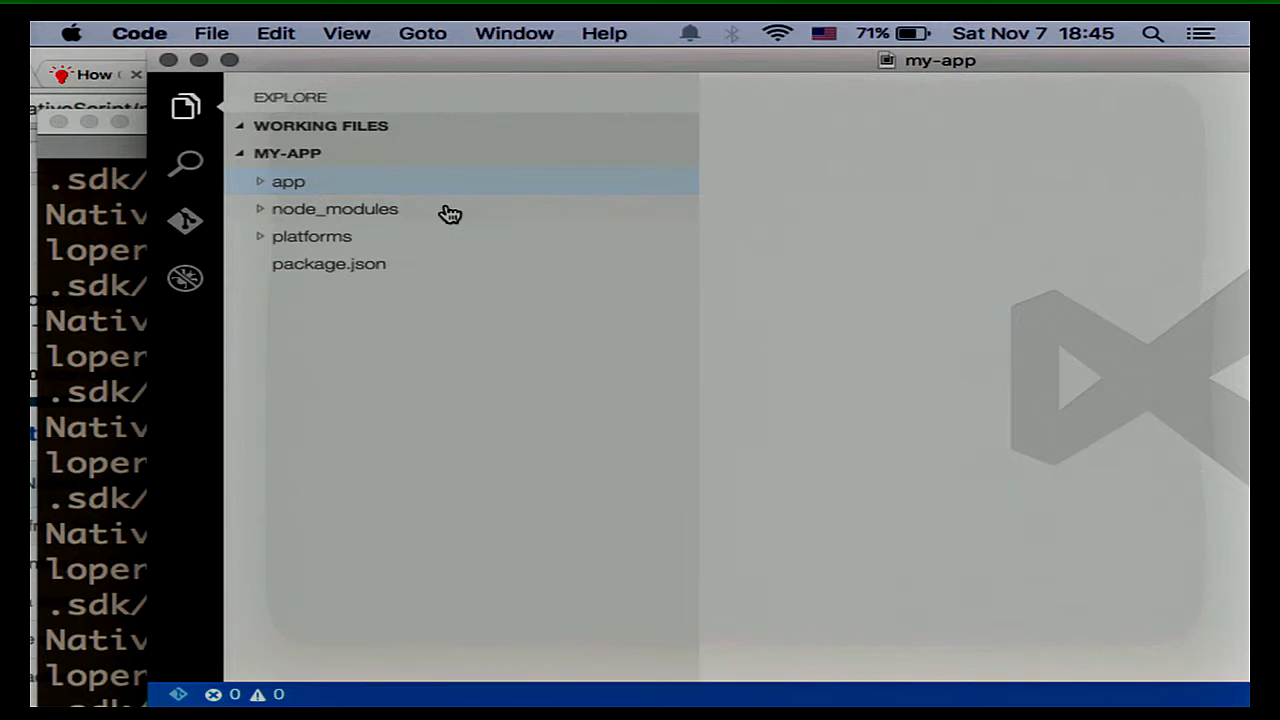 Code File Edit View Goto Window Help 71% Sat Nov 7 18:45
How
my-app
EXPLORE
WORKING FILES
MY-APP
app
node_modules
platforms
package.json
.sdk/
Nativ
loper
.sdk/
Nativ
loper
.sdk/
Nativ
loper
.sdk/
Nativ
loper
.sdk/
Nativ
loper
0 0